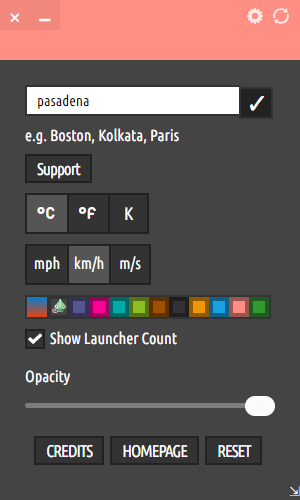 pasadena
e.g. Boston, Kolkata, Paris
Support
°C °F K
mph km/h m/s
Show Launcher Count
Opacity
CREDITS HOMEPAGE RESET